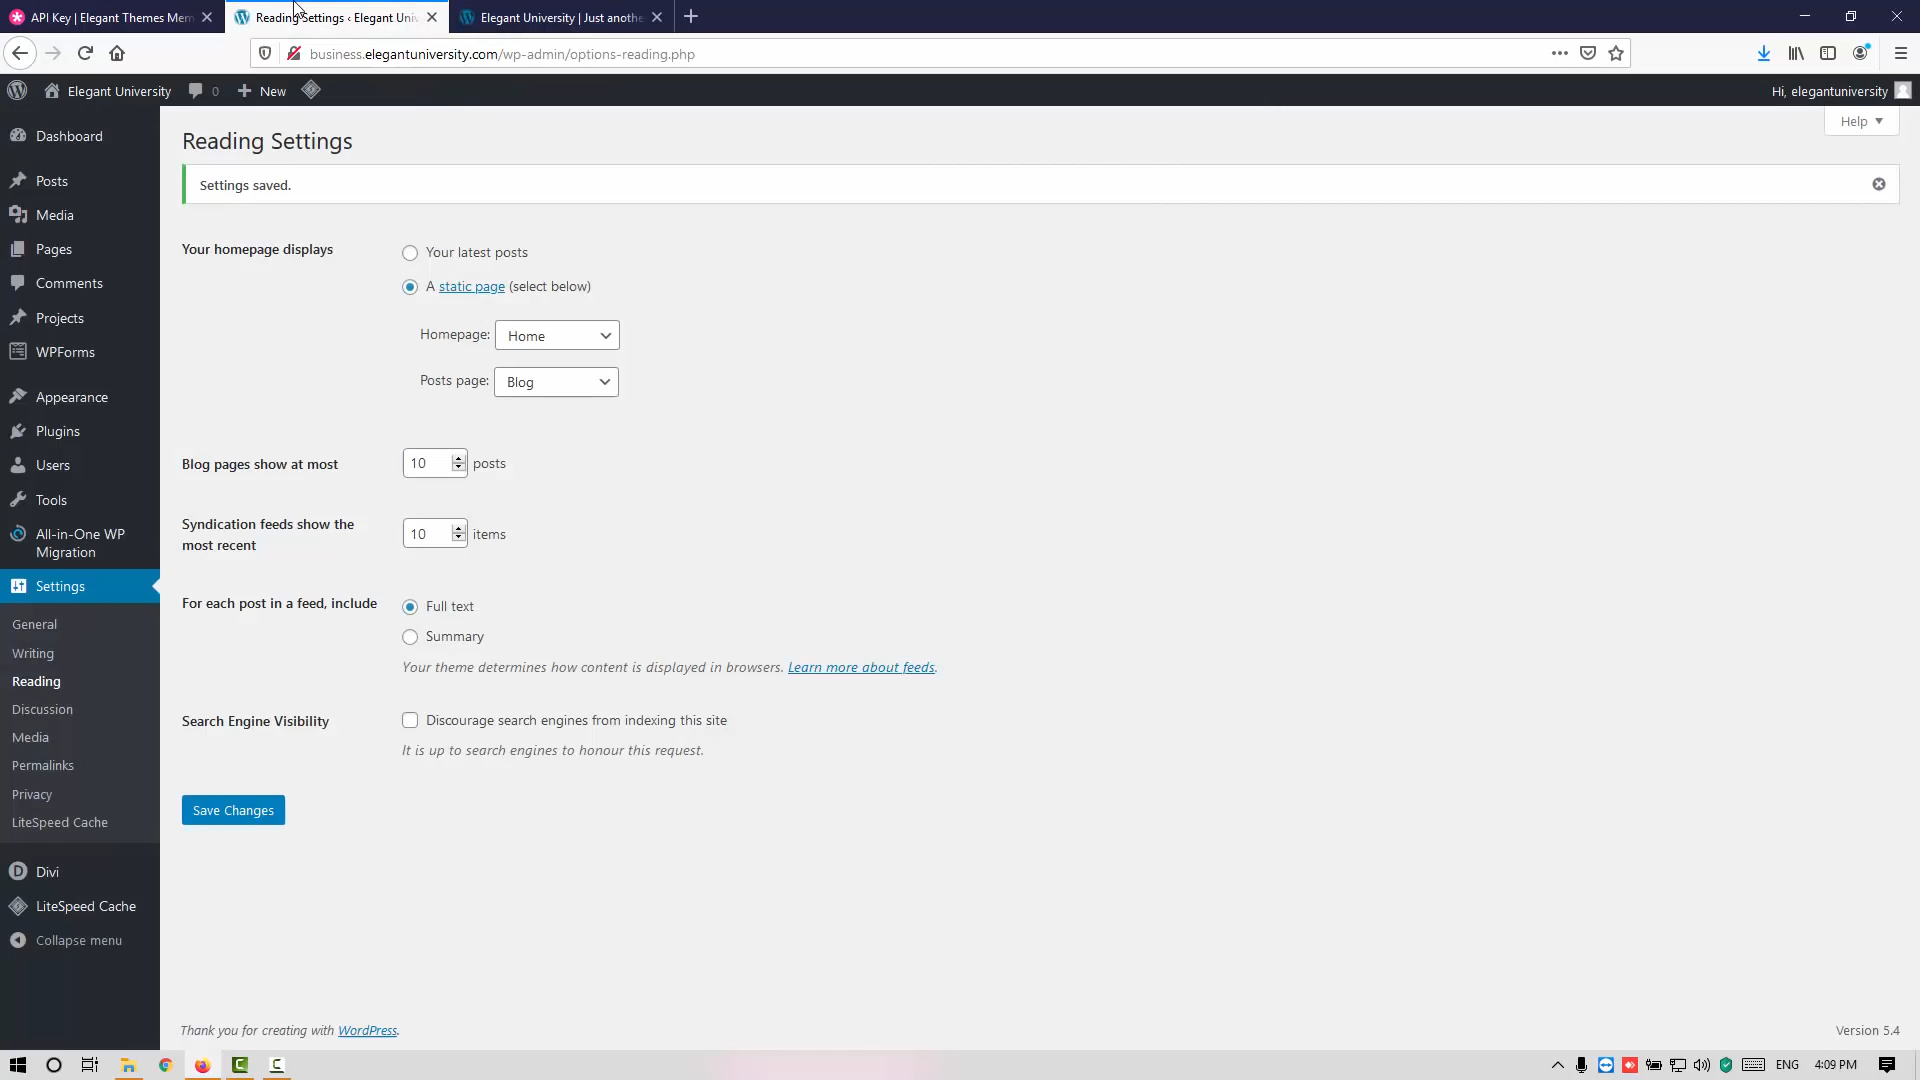 API Key | Elegant Themes Mem
Reading Settings ‹ Elegant Univ
Elegant University | Just anothe
business.elegantuniversity.com/wp-admin/options-reading.php
Elegant University
0
New
Hi, elegantuniversity
Help
Dashboard
Posts
Media
Pages
Comments
Projects
WPForms
Appearance
Plugins
Users
Tools
All-in-One WP
Migration
Settings
General
Writing
Reading
Discussion
Media
Permalinks
Privacy
LiteSpeed Cache
Divi
LiteSpeed Cache
Collapse menu
Reading Settings
Settings saved.
Your homepage displays
Your latest posts
A static page (select below)
Homepage: Home
Posts page: Blog
Blog pages show at most
10 posts
Syndication feeds show the
most recent
10 items
For each post in a feed, include
Full text
Summary
Your theme determines how content is displayed in browsers. Learn more about feeds.
Search Engine Visibility
Discourage search engines from indexing this site
It is up to search engines to honour this request.
Save Changes
Thank you for creating with WordPress.
Version 5.4
ENG
4:09 PM